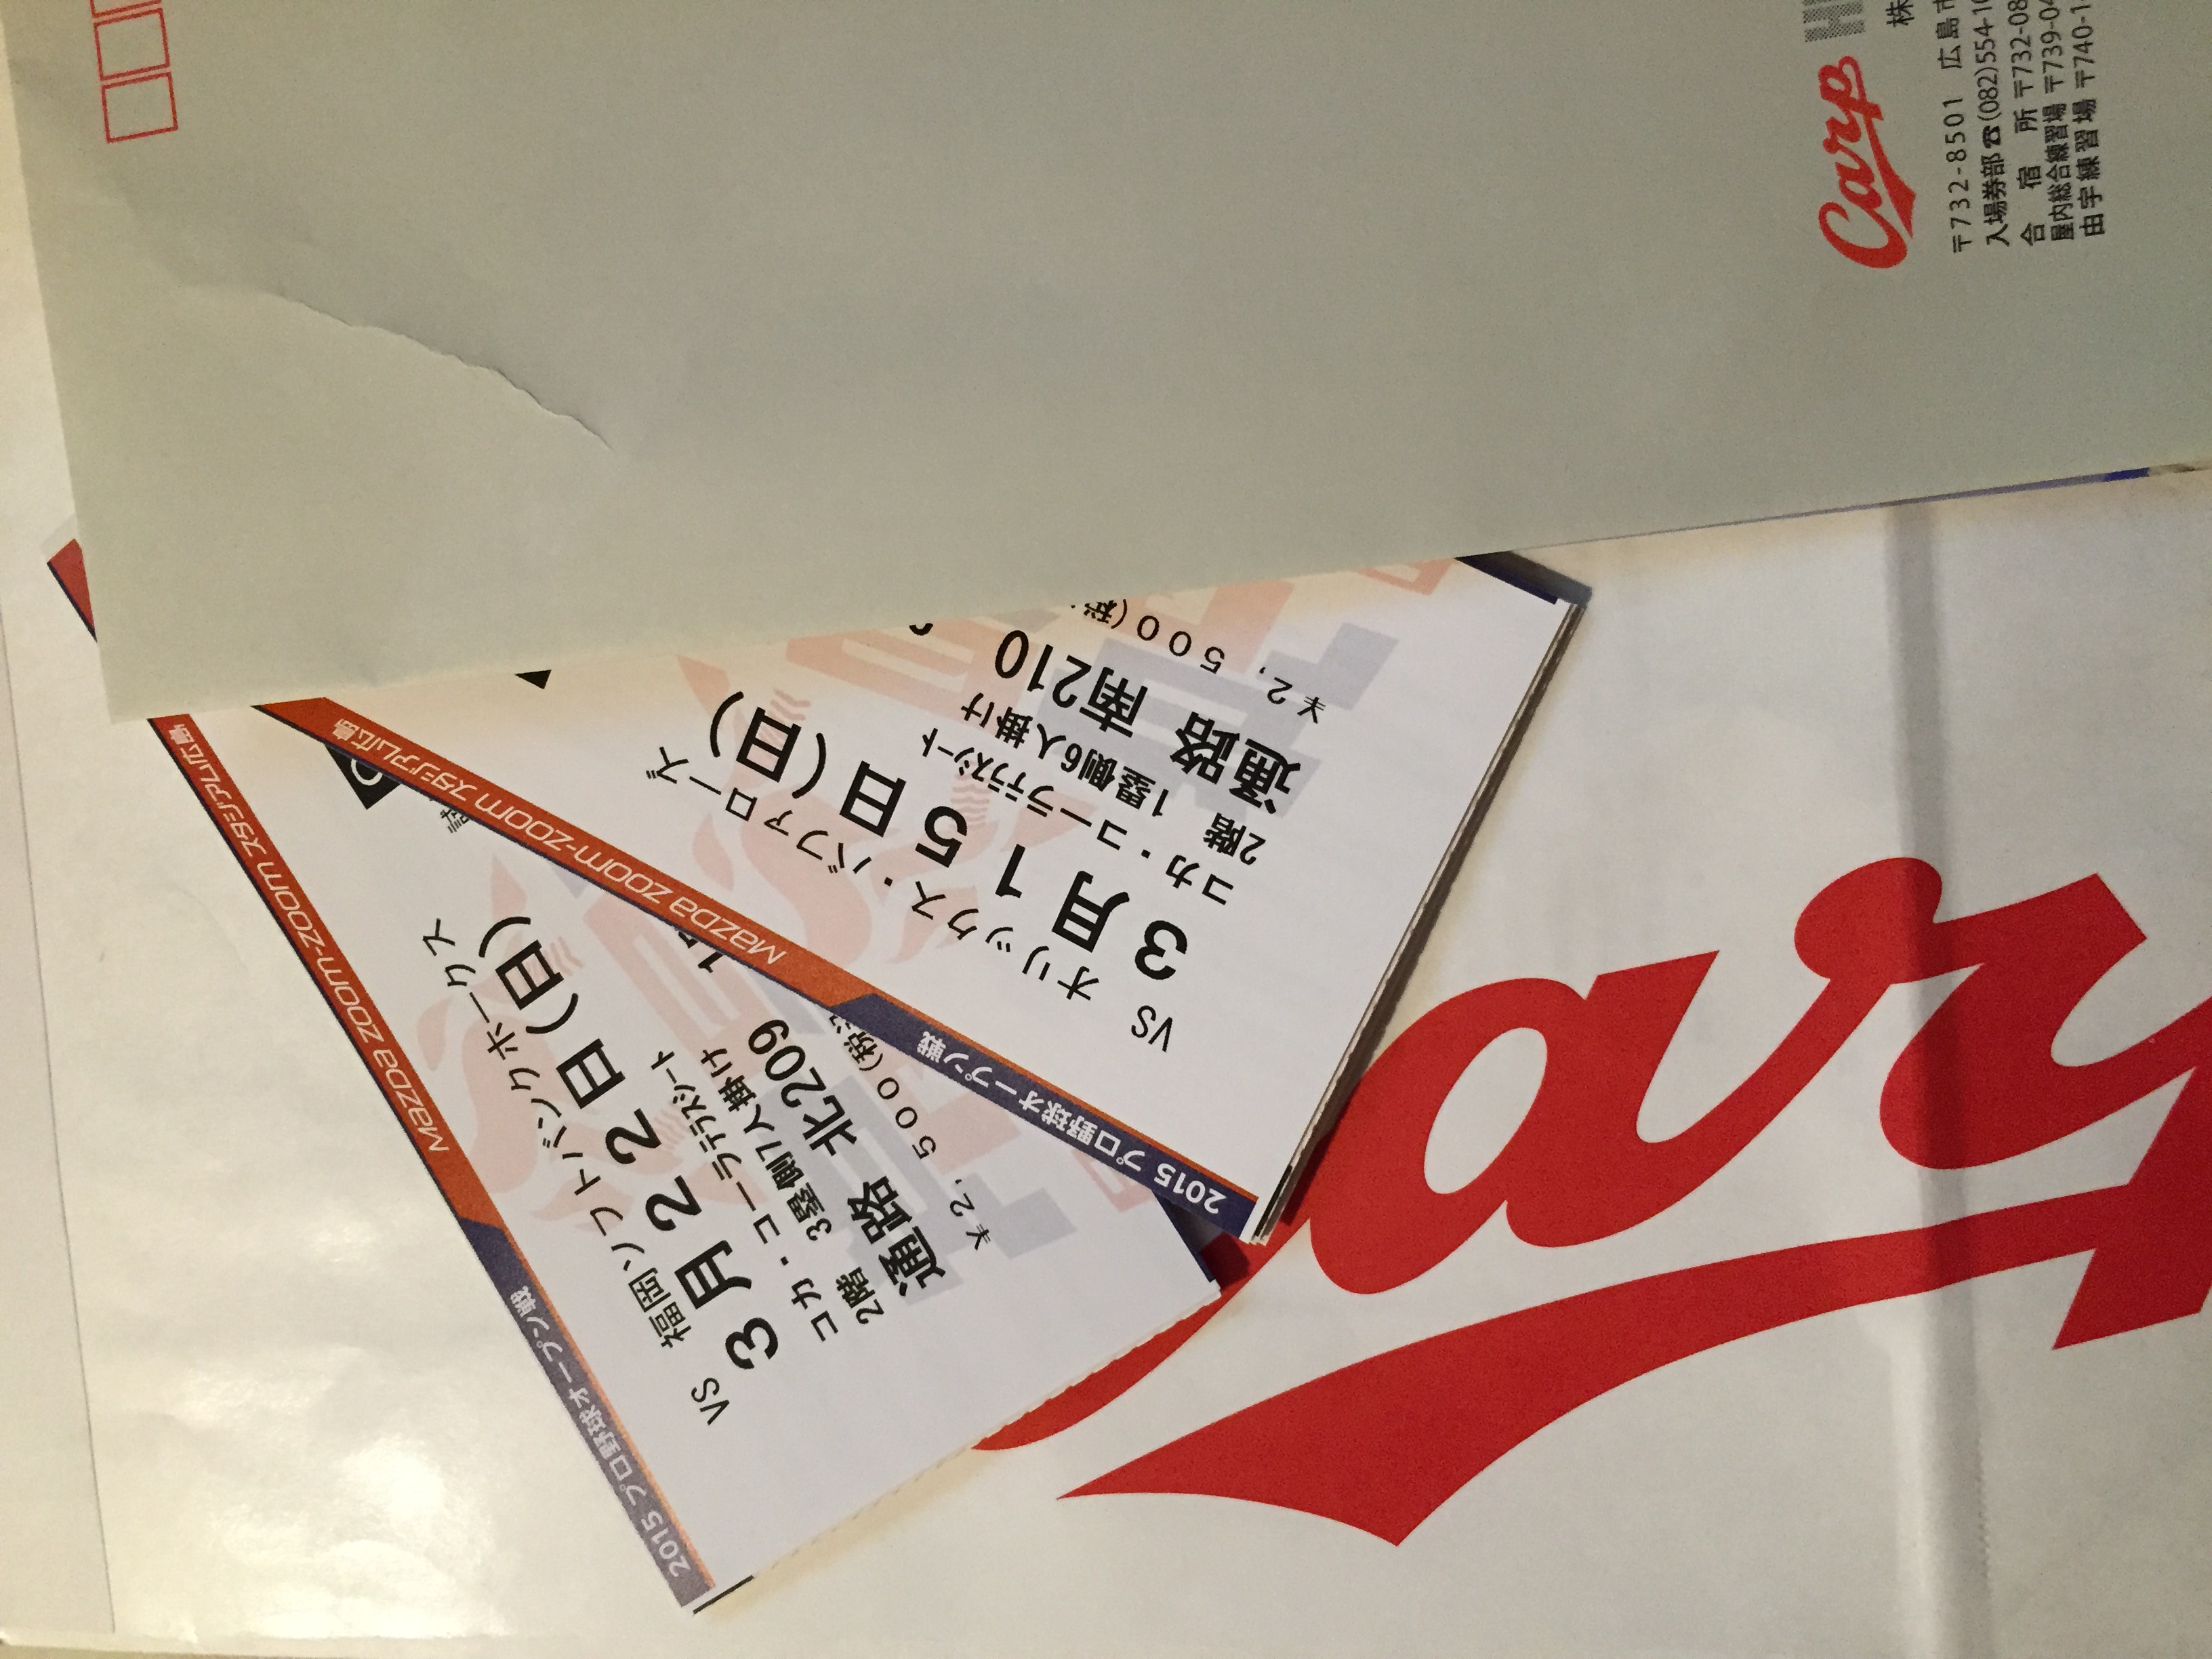 Carp
〒732-8501 広島市
入場券部☎(082)554-10
合宿所 〒732-08
屋内総合練習場 〒739-04
由宇練習場 〒740-1
2015 プロ野球オープン戦
MAZDA ZOOM-ZOOM スタジアム広島
VS オリックス・バファローズ
3月15日(日)
コカ・コーラテラスシート
2階 1塁側6人掛け
通路 南210
¥2,500(税
2015 プロ野球オープン戦
MAZDA ZOOM-ZOOM スタジアム広島
VS 福岡ソフトバンクホークス
3月22日(日)
コカ・コーラテラスシート
2階 3塁側7人掛け
通路 北209
¥2,500(税
Carp